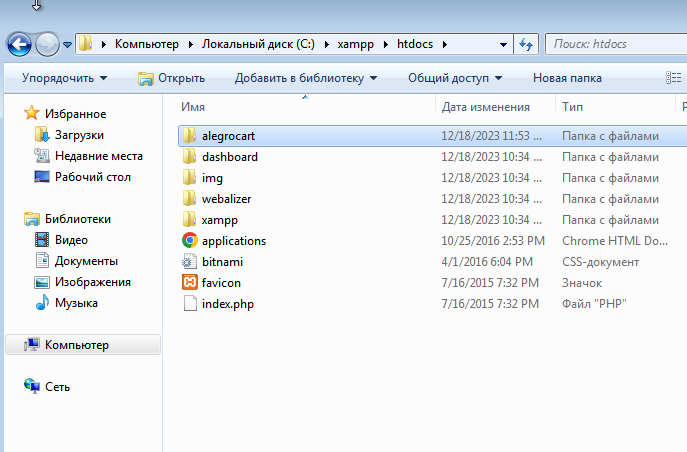 Компьютер Локальный диск (C:) xampp htdocs Поиск: htdocs
Упорядочить Открыть Добавить в библиотеку Общий доступ Новая папка
Избранное
Загрузки
Недавние места
Рабочий стол
Библиотеки
Видео
Документы
Изображения
Музыка
Компьютер
Сеть
Имя Дата изменения Тип Р
alegrocart 12/18/2023 11:53 ... Папка с файлами
dashboard 12/18/2023 10:34 ... Папка с файлами
img 12/18/2023 10:34 ... Папка с файлами
webalizer 12/18/2023 10:34 ... Папка с файлами
xampp 12/18/2023 10:34 ... Папка с файлами
applications 10/25/2016 2:53 PM Chrome HTML Do...
bitnami 4/1/2016 6:04 PM CSS-документ
favicon 7/16/2015 7:32 PM Значок
index.php 7/16/2015 7:32 PM Файл "PHP"